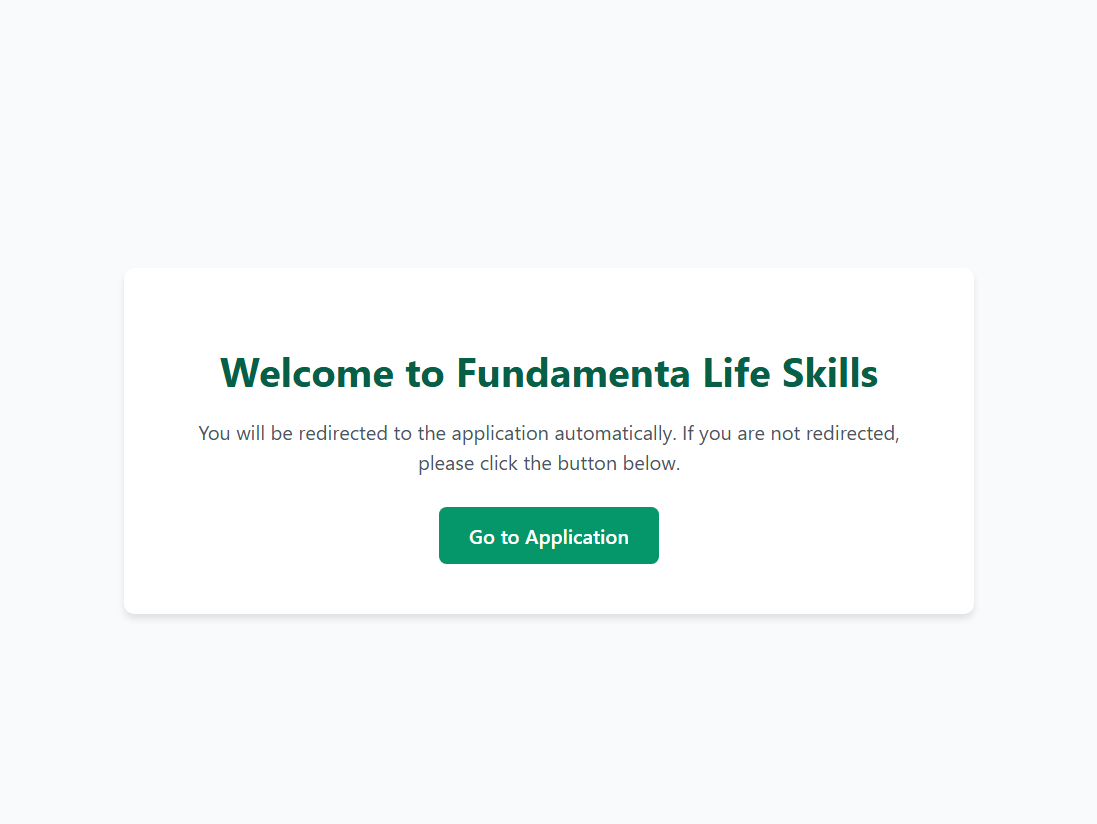 Welcome to Fundamenta Life Skills
You will be redirected to the application automatically. If you are not redirected,
please click the button below.
Go to Application